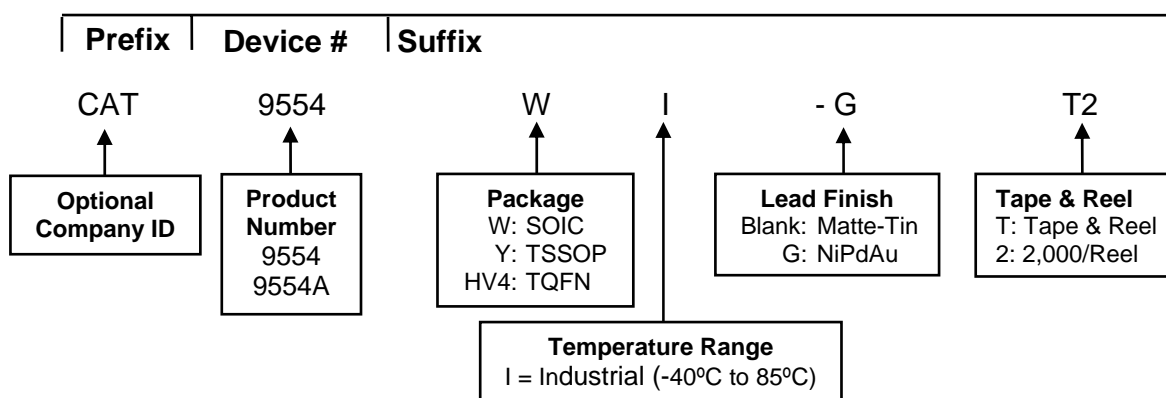 Prefix Device # Suffix
CAT 9554 W I - G T2
Optional
Company ID
Product
Number
9554
9554A
Package
W: SOIC
Y: TSSOP
HV4: TQFN
Lead Finish
Blank: Matte-Tin
G: NiPdAu
Tape & Reel
T: Tape & Reel
2: 2,000/Reel
Temperature Range
I = Industrial (-40ºC to 85ºC)